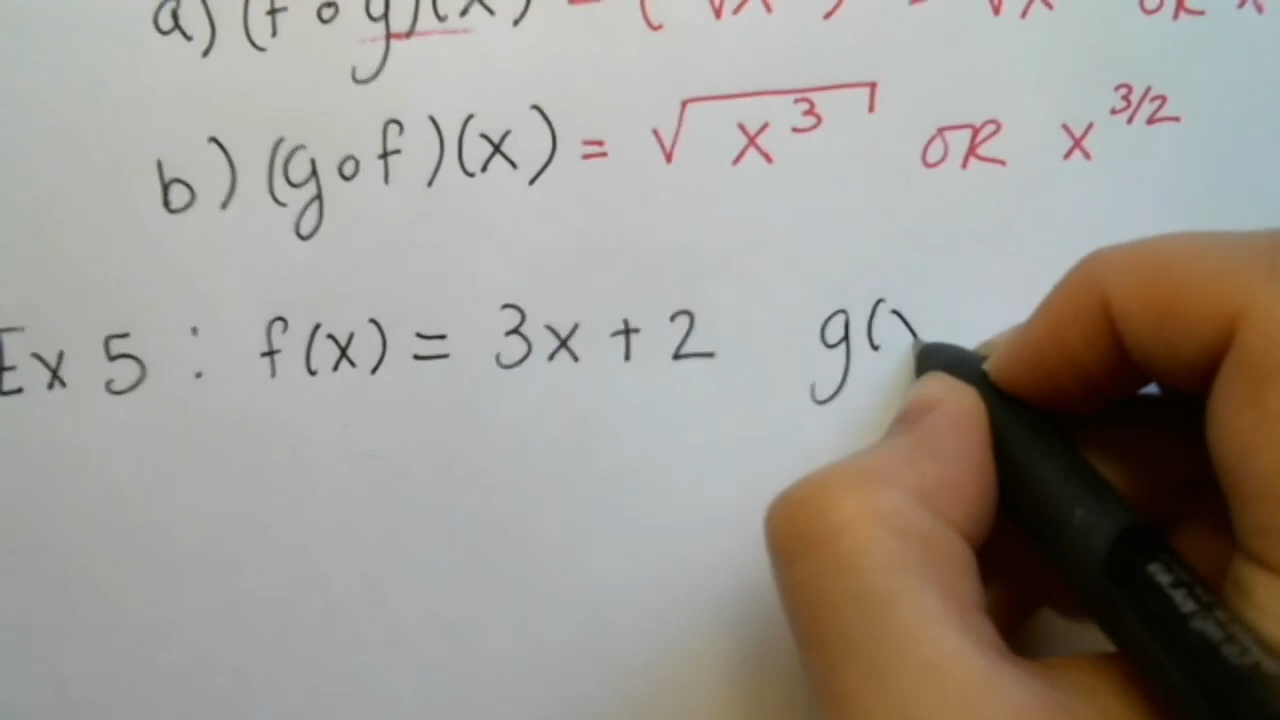 a) (f∘g)(x) = (√x
b) (g∘f)(x) = √x³ OR x^3/2
Ex 5 : f(x) = 3x + 2 g(x